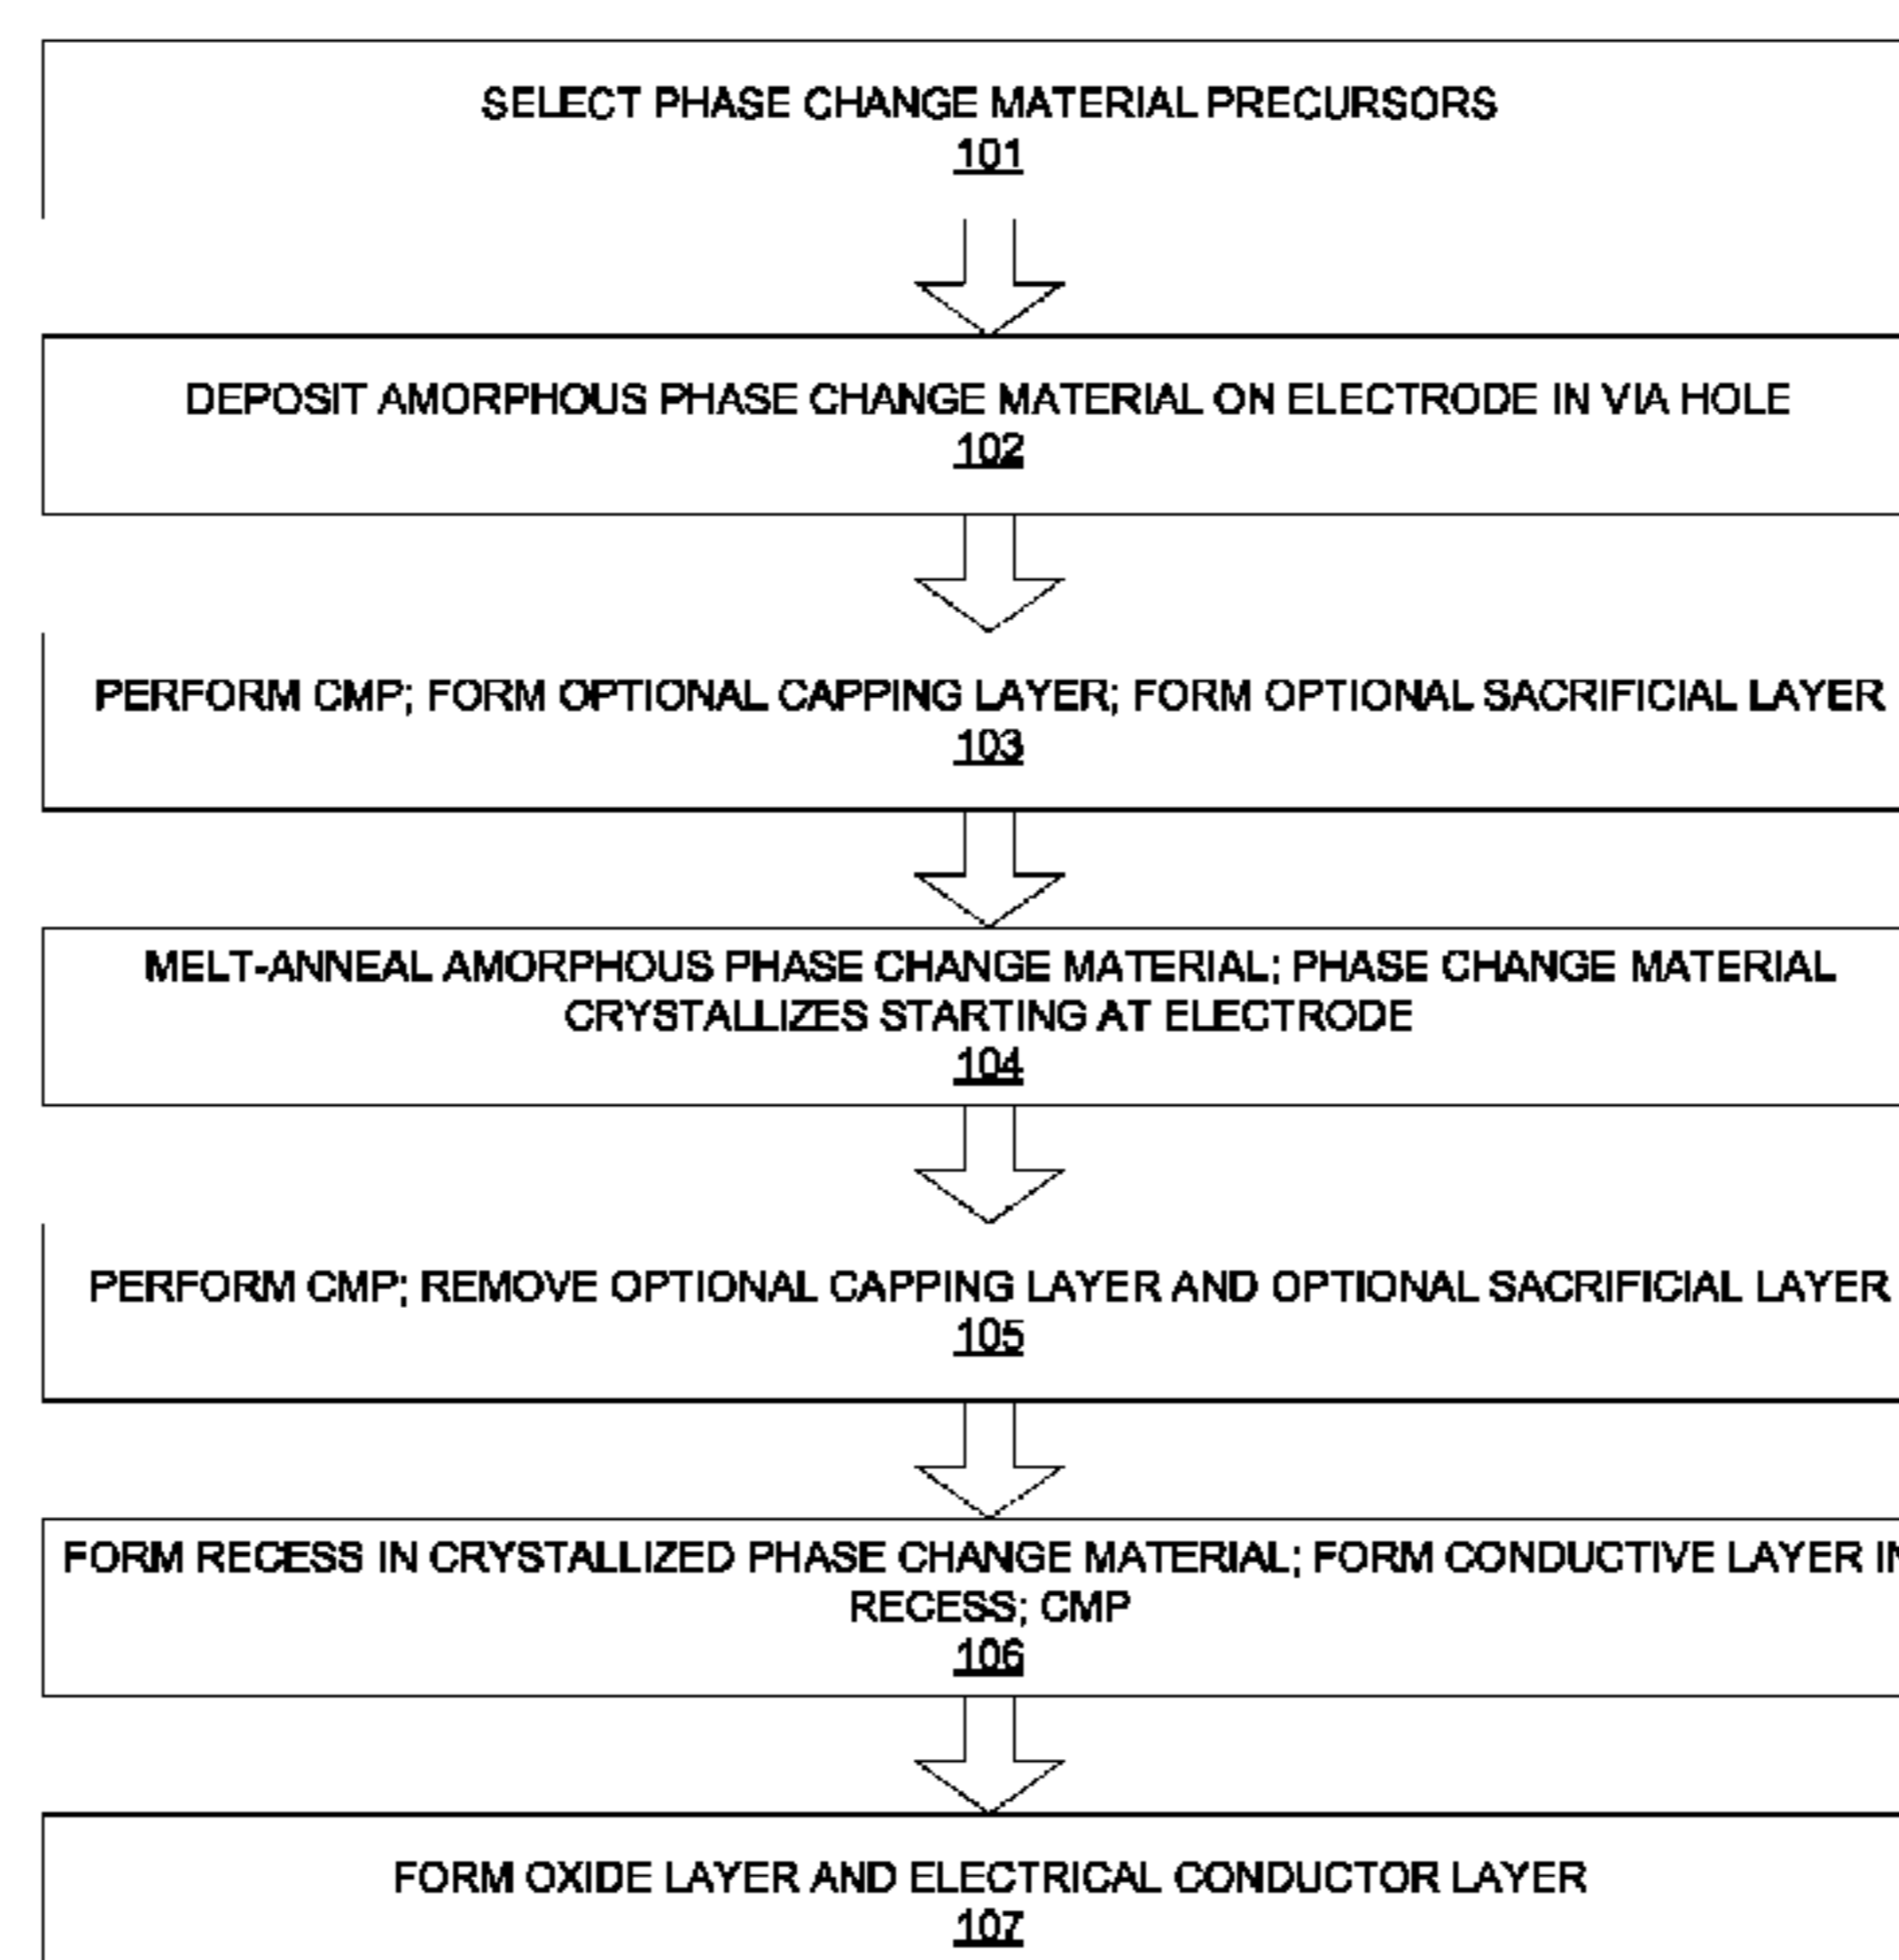 SELECT PHASE CHANGE MATERIAL PRECURSORS
101
DEPOSIT AMORPHOUS PHASE CHANGE MATERIAL ON ELECTRODE IN VIA HOLE
102
PERFORM CMP; FORM OPTIONAL CAPPING LAYER; FORM OPTIONAL SACRIFICIAL LAYER
103
MELT-ANNEAL AMORPHOUS PHASE CHANGE MATERIAL; PHASE CHANGE MATERIAL
CRYSTALLIZES STARTING AT ELECTRODE
104
PERFORM CMP; REMOVE OPTIONAL CAPPING LAYER AND OPTIONAL SACRIFICIAL LAYER
105
FORM RECESS IN CRYSTALLIZED PHASE CHANGE MATERIAL; FORM CONDUCTIVE LAYER IN
RECESS; CMP
106
FORM OXIDE LAYER AND ELECTRICAL CONDUCTOR LAYER
107